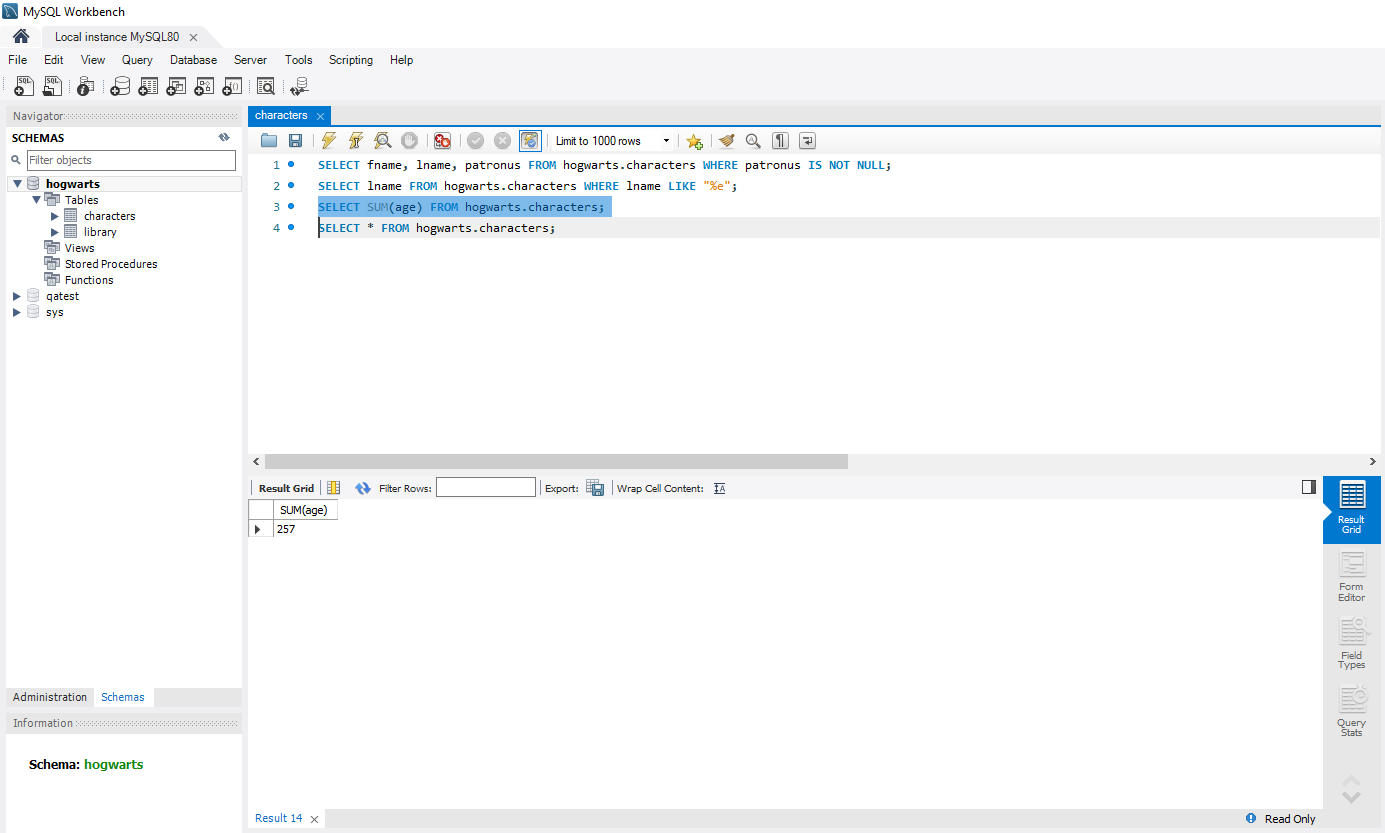 MySQL Workbench
Local instance MySQL80
File Edit View Query Database Server Tools Scripting Help
Navigator
SCHEMAS
Filter objects
hogwarts
Tables
characters
library
Views
Stored Procedures
Functions
qatest
sys
Administration Schemas
Information
Schema: hogwarts
characters
Limit to 1000 rows
1 SELECT fname, lname, patronus FROM hogwarts.characters WHERE patronus IS NOT NULL;
2 SELECT lname FROM hogwarts.characters WHERE lname LIKE "%e";
3 SELECT SUM(age) FROM hogwarts.characters;
4 SELECT * FROM hogwarts.characters;
Result Grid Filter Rows: Export: Wrap Cell Content:
SUM(age)
257
Result
Grid
Form
Editor
Field
Types
Query
Stats
Result 14
Read Only